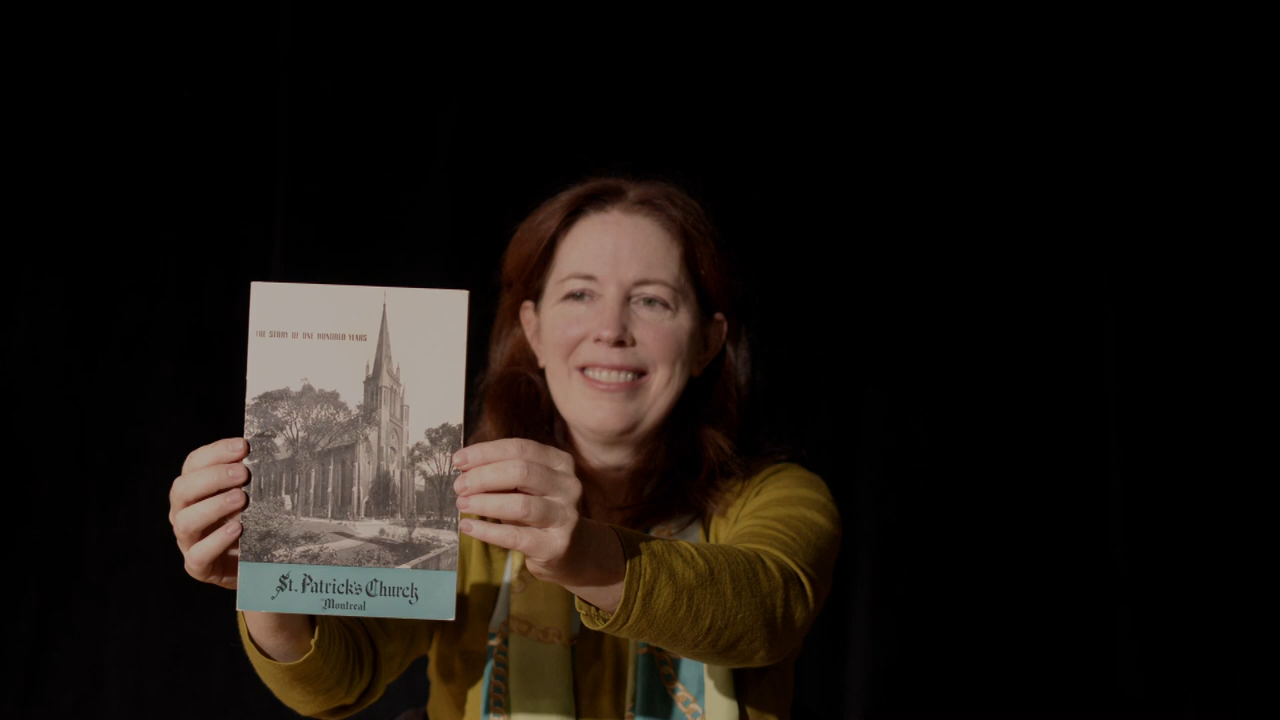 THE STORY OF ONE HUNDRED YEARS
St. Patrick's Church
Montreal